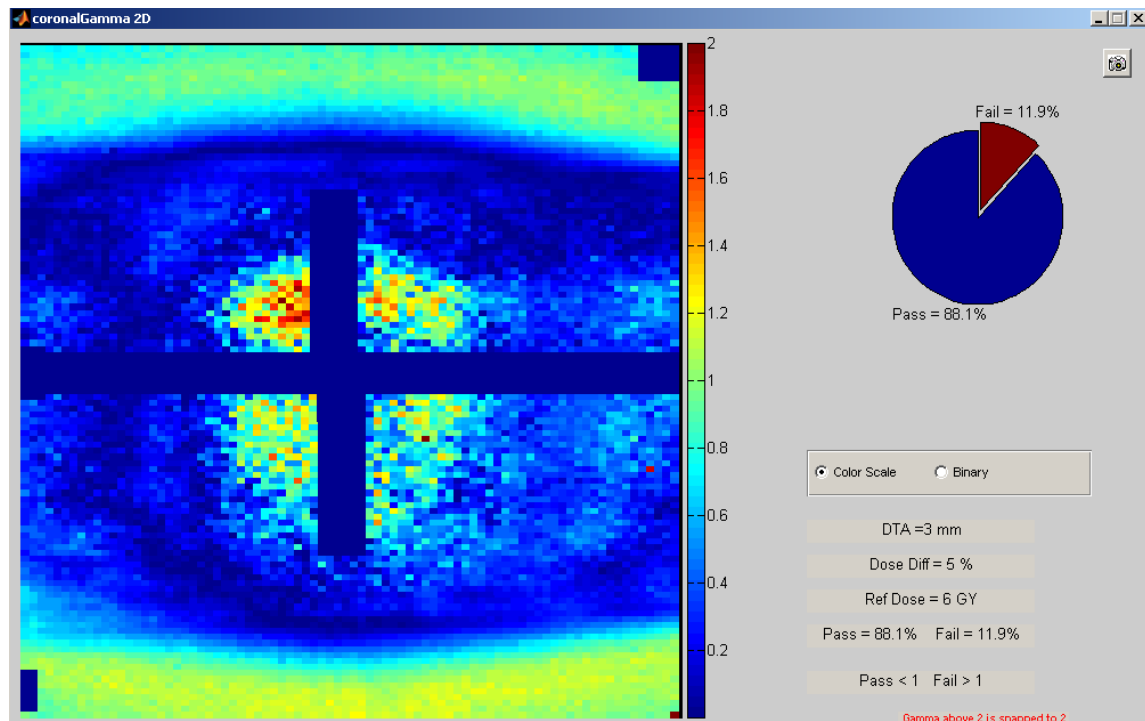 coronalGamma 2D
2
1.8
1.6
1.4
1.2
1
0.8
0.6
0.4
0.2
Fail = 11.9%
Pass = 88.1%
Color Scale Binary
DTA =3 mm
Dose Diff = 5 %
Ref Dose = 6 GY
Pass = 88.1% Fail = 11.9%
Pass < 1 Fail > 1
Gamma above 2 is snapped to 2